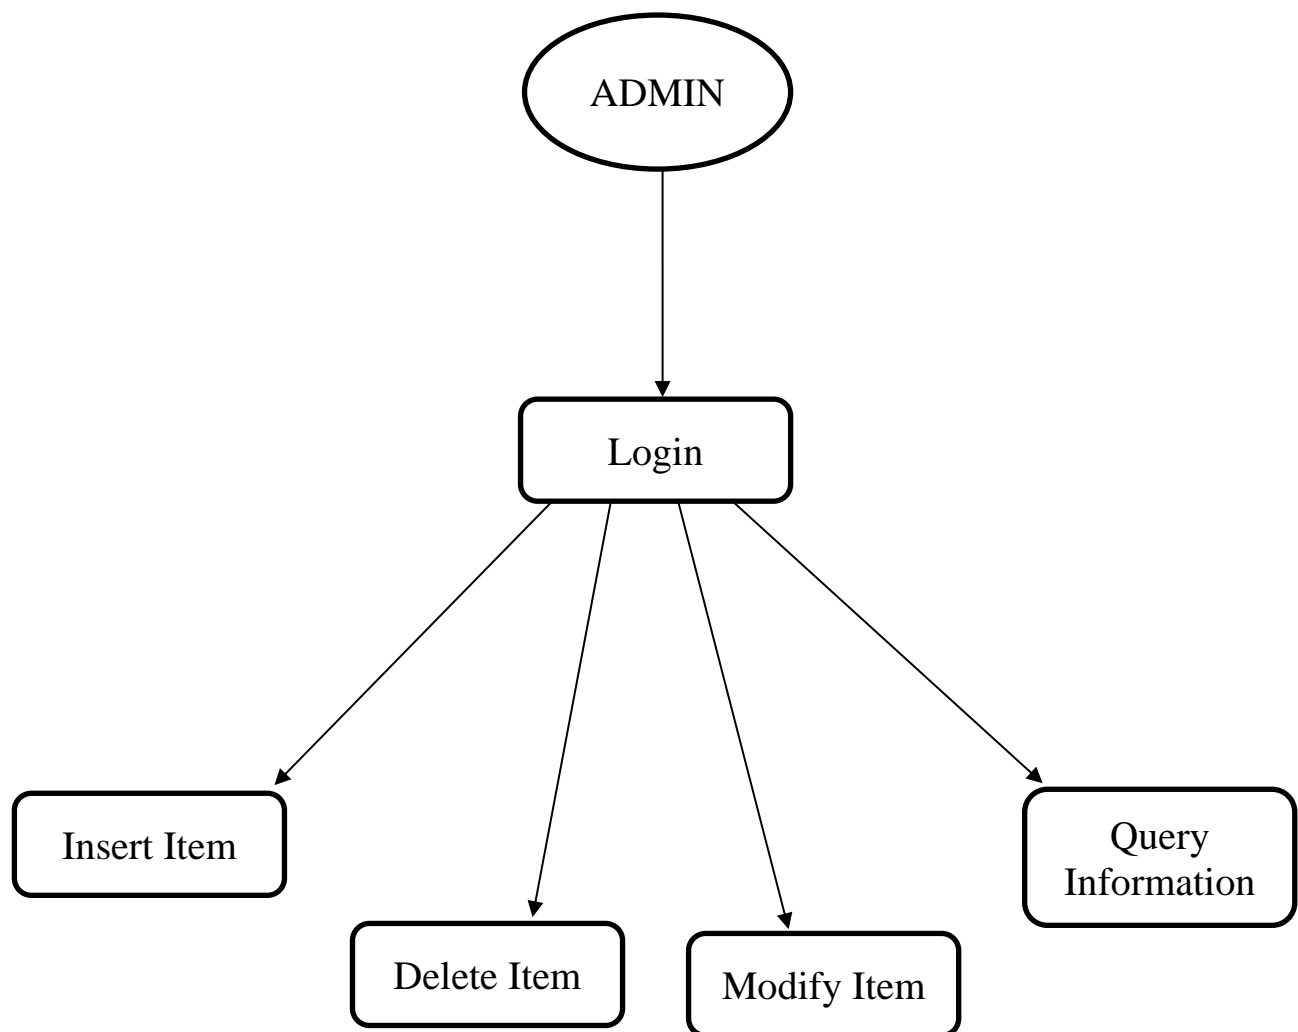 ADMIN
Login
Insert Item
Delete Item
Modify Item
Query
Information